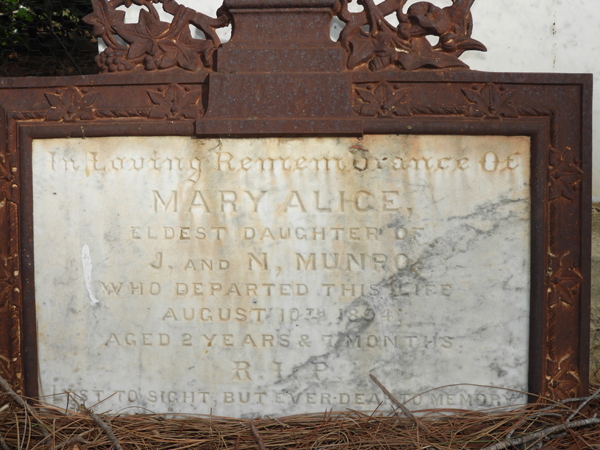 In Loving Remembrance Of
MARY ALICE,
ELDEST DAUGHTER OF
J. AND N. MUNRO,
WHO DEPARTED THIS LIFE
AUGUST 10TH 1894,
AGED 2 YEARS & 7 MONTHS.
R.I.P.
LOST TO SIGHT, BUT EVER DEAR TO MEMORY